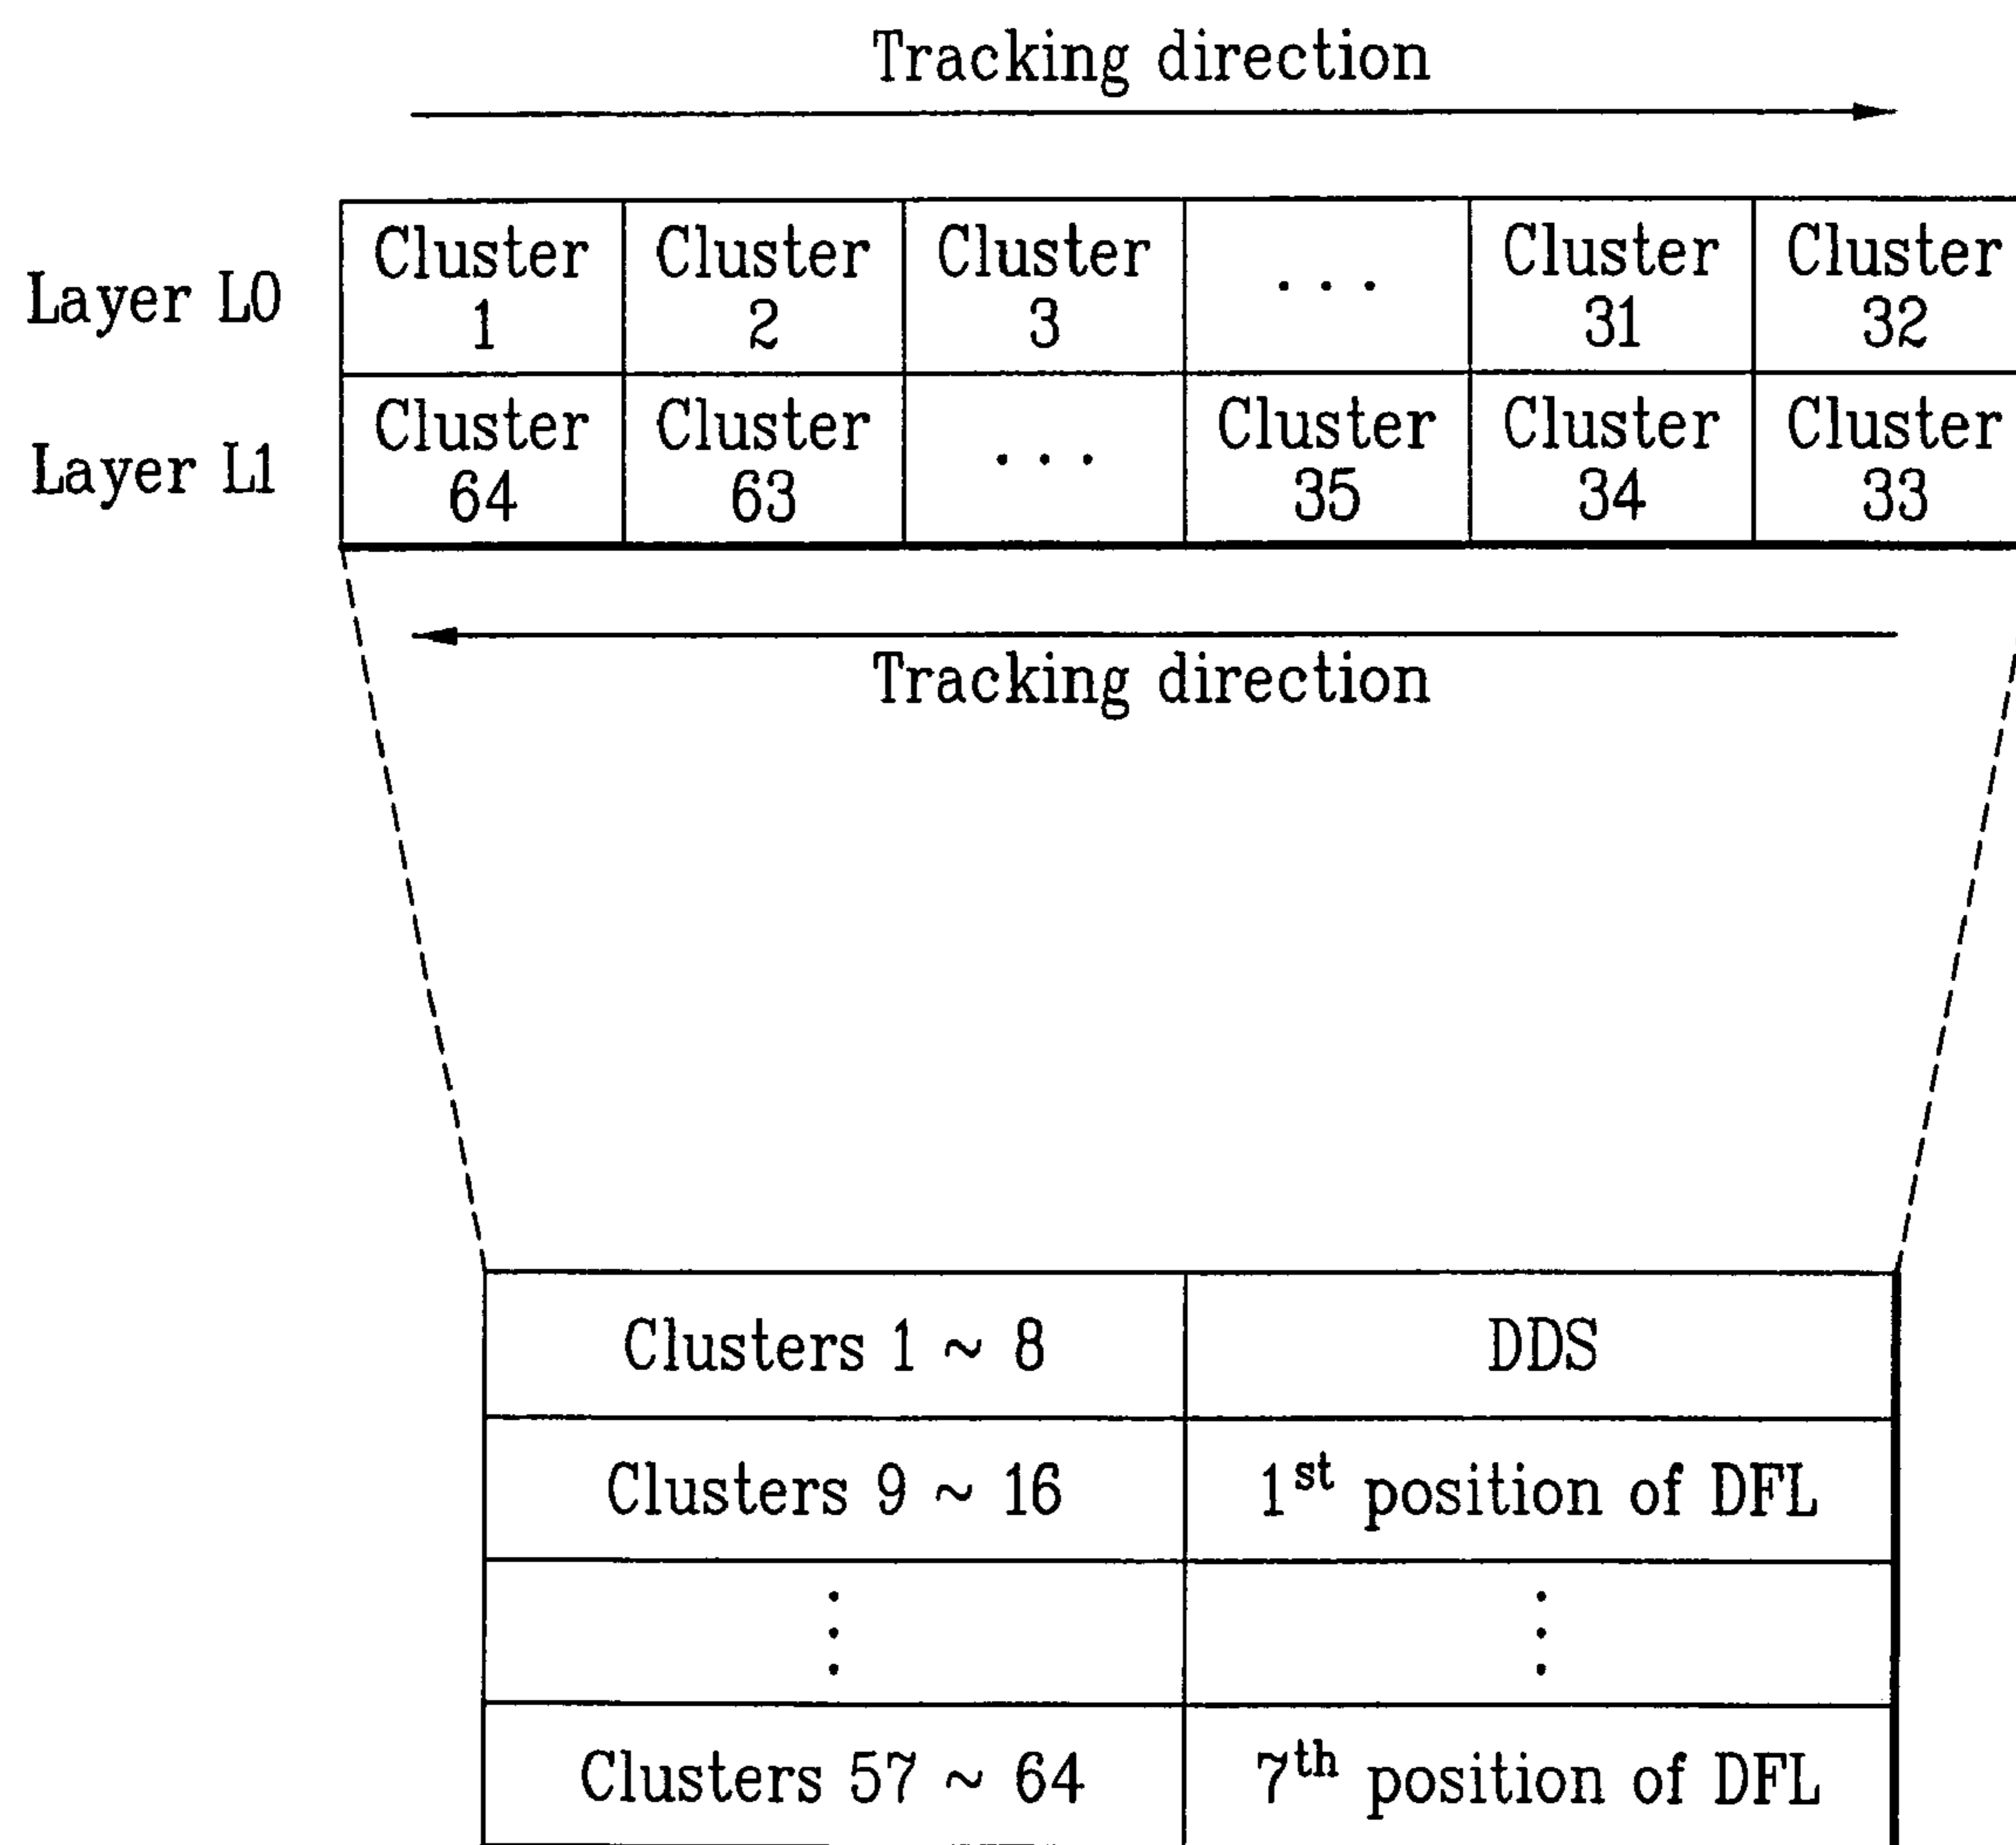 Tracking direction
Layer L0
Cluster 1
Cluster 2
Cluster 3
. . .
Cluster 31
Cluster 32
Layer L1
Cluster 64
Cluster 63
. . .
Cluster 35
Cluster 34
Cluster 33
Tracking direction
Clusters 1 ~ 8
DDS
Clusters 9 ~ 16
1st position of DFL
Clusters 57 ~ 64
7th position of DFL